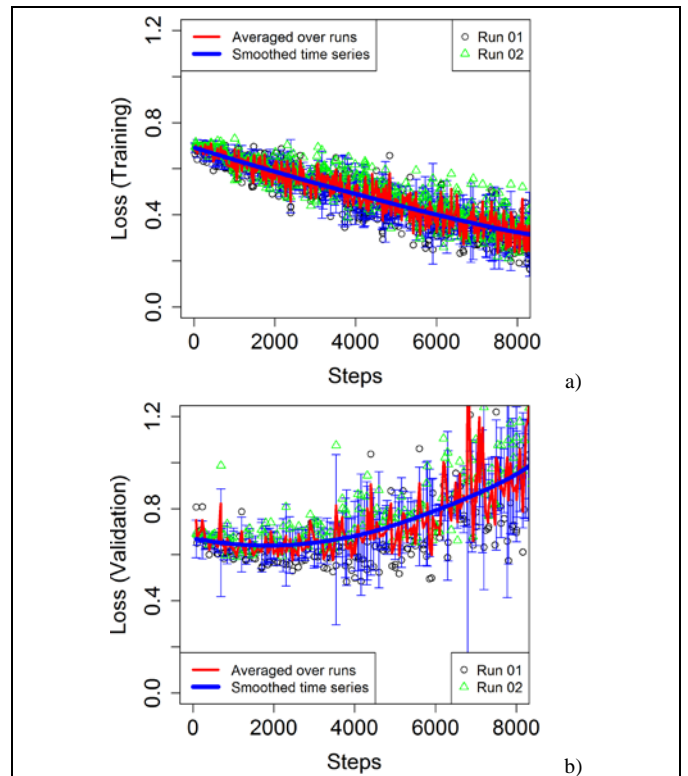 1.2
Averaged over runs
Smoothed time series
Run 01
Run 02
0.8
Loss (Training)
0.4
0.0
0 2000 4000 6000 8000
Steps
a)
1.2
0.8
Loss (Validation)
0.4
Averaged over runs
Smoothed time series
Run 01
Run 02
0.0
0 2000 4000 6000 8000
Steps
b)